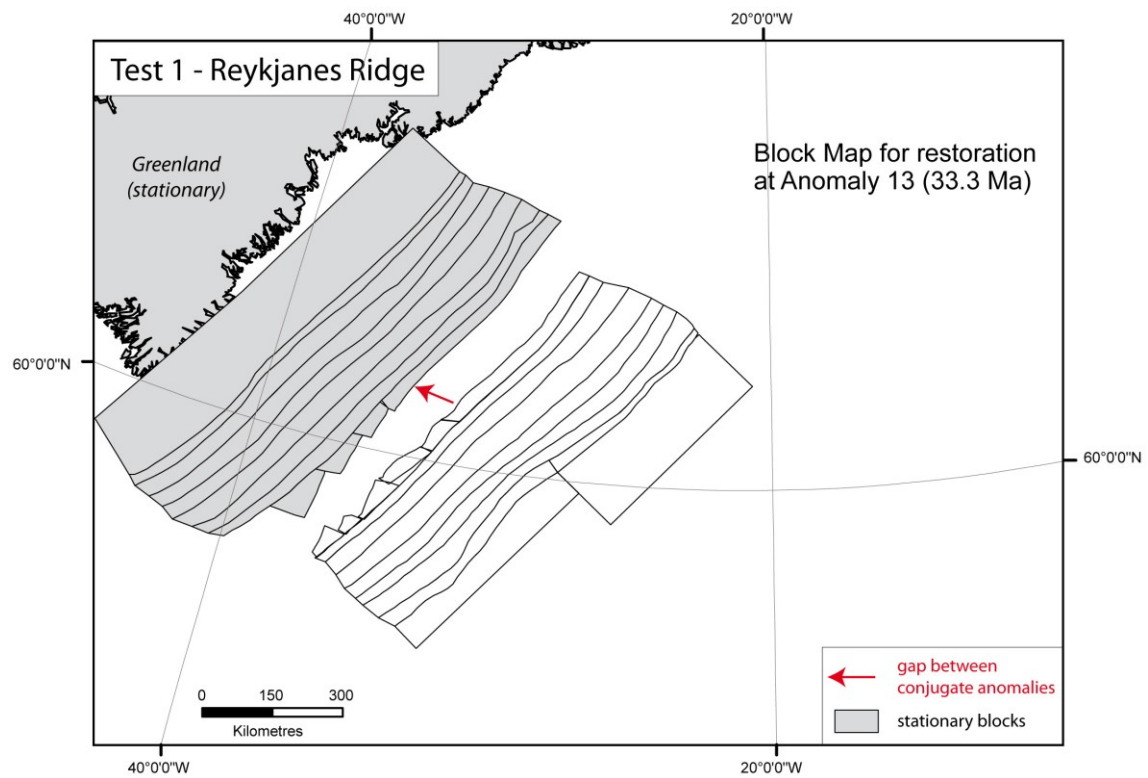 40°0'0"W
20°0'0"W
Test 1 - Reykjanes Ridge
Greenland
(stationary)
Block Map for restoration
at Anomaly 13 (33.3 Ma)
60°0'0"N
60°0'0"N
0 150 300
Kilometres
gap between
conjugate anomalies
stationary blocks
40°0'0"W
20°0'0"W